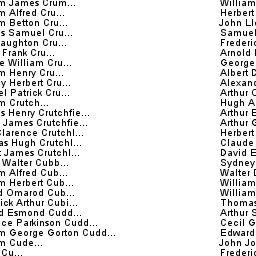 m James Crum... William
m Alfred Cru... Herbert
m Betton Cru... John Ll
s Samuel Cru... Samuel
aughton Cru... Frederic
Frank Cru... Arnold
e William Cru... George
m Henry Cru... Albert D
y Herbert Cru... Alexand
el Patrick Cru... Arthur C
m Crutch... Hugh A
s Henry Crutchfie... Arthur E
James Crutchfie... Arthur G
Clarence Crutchl... Herbert
as Hugh Crutchl... Claude
t James Crutchl... David E
Walter Cubb... Sydney
m Alfred Cub... Walter D
m Herbert Cub... William
d Omarod Cub... William
ick Arthur Cubi... Thomas
d Esmond Cudd... Arthur S
ce Parkinson Cudd... Cecil G
m George Gorton Cudd... Edward
m Cude... John Jo
Cu... Frederic